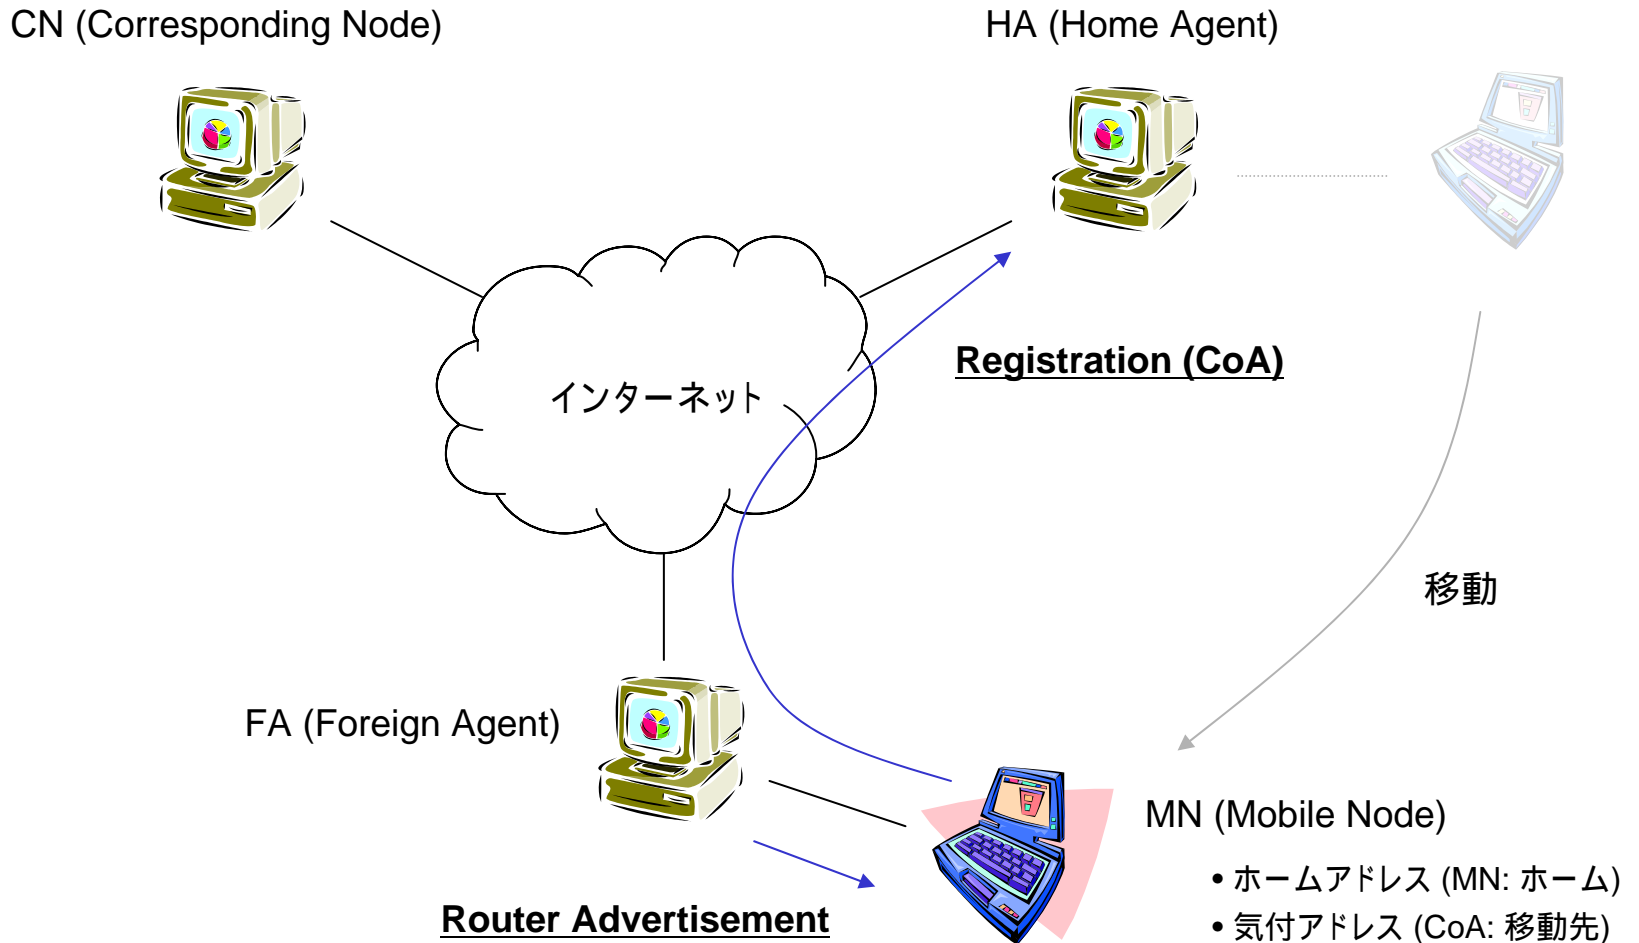 CN (Corresponding Node)
HA (Home Agent)
Registration (CoA)
インターネット
移動
FA (Foreign Agent)
MN (Mobile Node)
• ホームアドレス (MN: ホーム)
• 気付アドレス (CoA: 移動先)
Router Advertisement